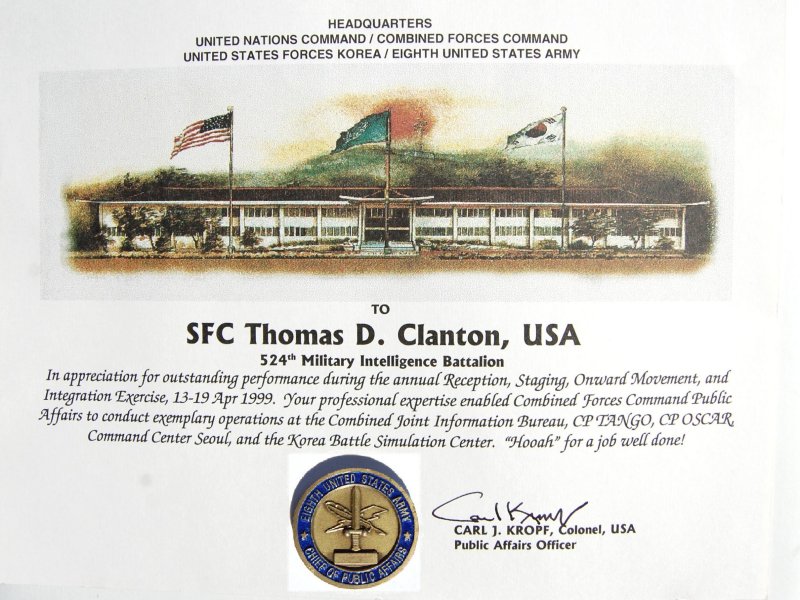 HEADQUARTERS
UNITED NATIONS COMMAND / COMBINED FORCES COMMAND
UNITED STATES FORCES KOREA / EIGHTH UNITED STATES ARMY
TO
SFC Thomas D. Clanton, USA
524th Military Intelligence Battalion
In appreciation for outstanding performance during the annual Reception, Staging, Onward Movement, and
Integration Exercise, 13-19 Apr 1999. Your professional expertise enabled Combined Forces Command Public
Affairs to conduct exemplary operations at the Combined Joint Information Bureau, CP TANGO, CP OSCAR,
Command Center Seoul, and the Korea Battle Simulation Center. "Hooah" for a job well done!
EIGHTH UNITED STATES ARMY
CHIEF OF PUBLIC AFFAIRS
Carl Kropf
CARL J. KROPF, Colonel, USA
Public Affairs Officer